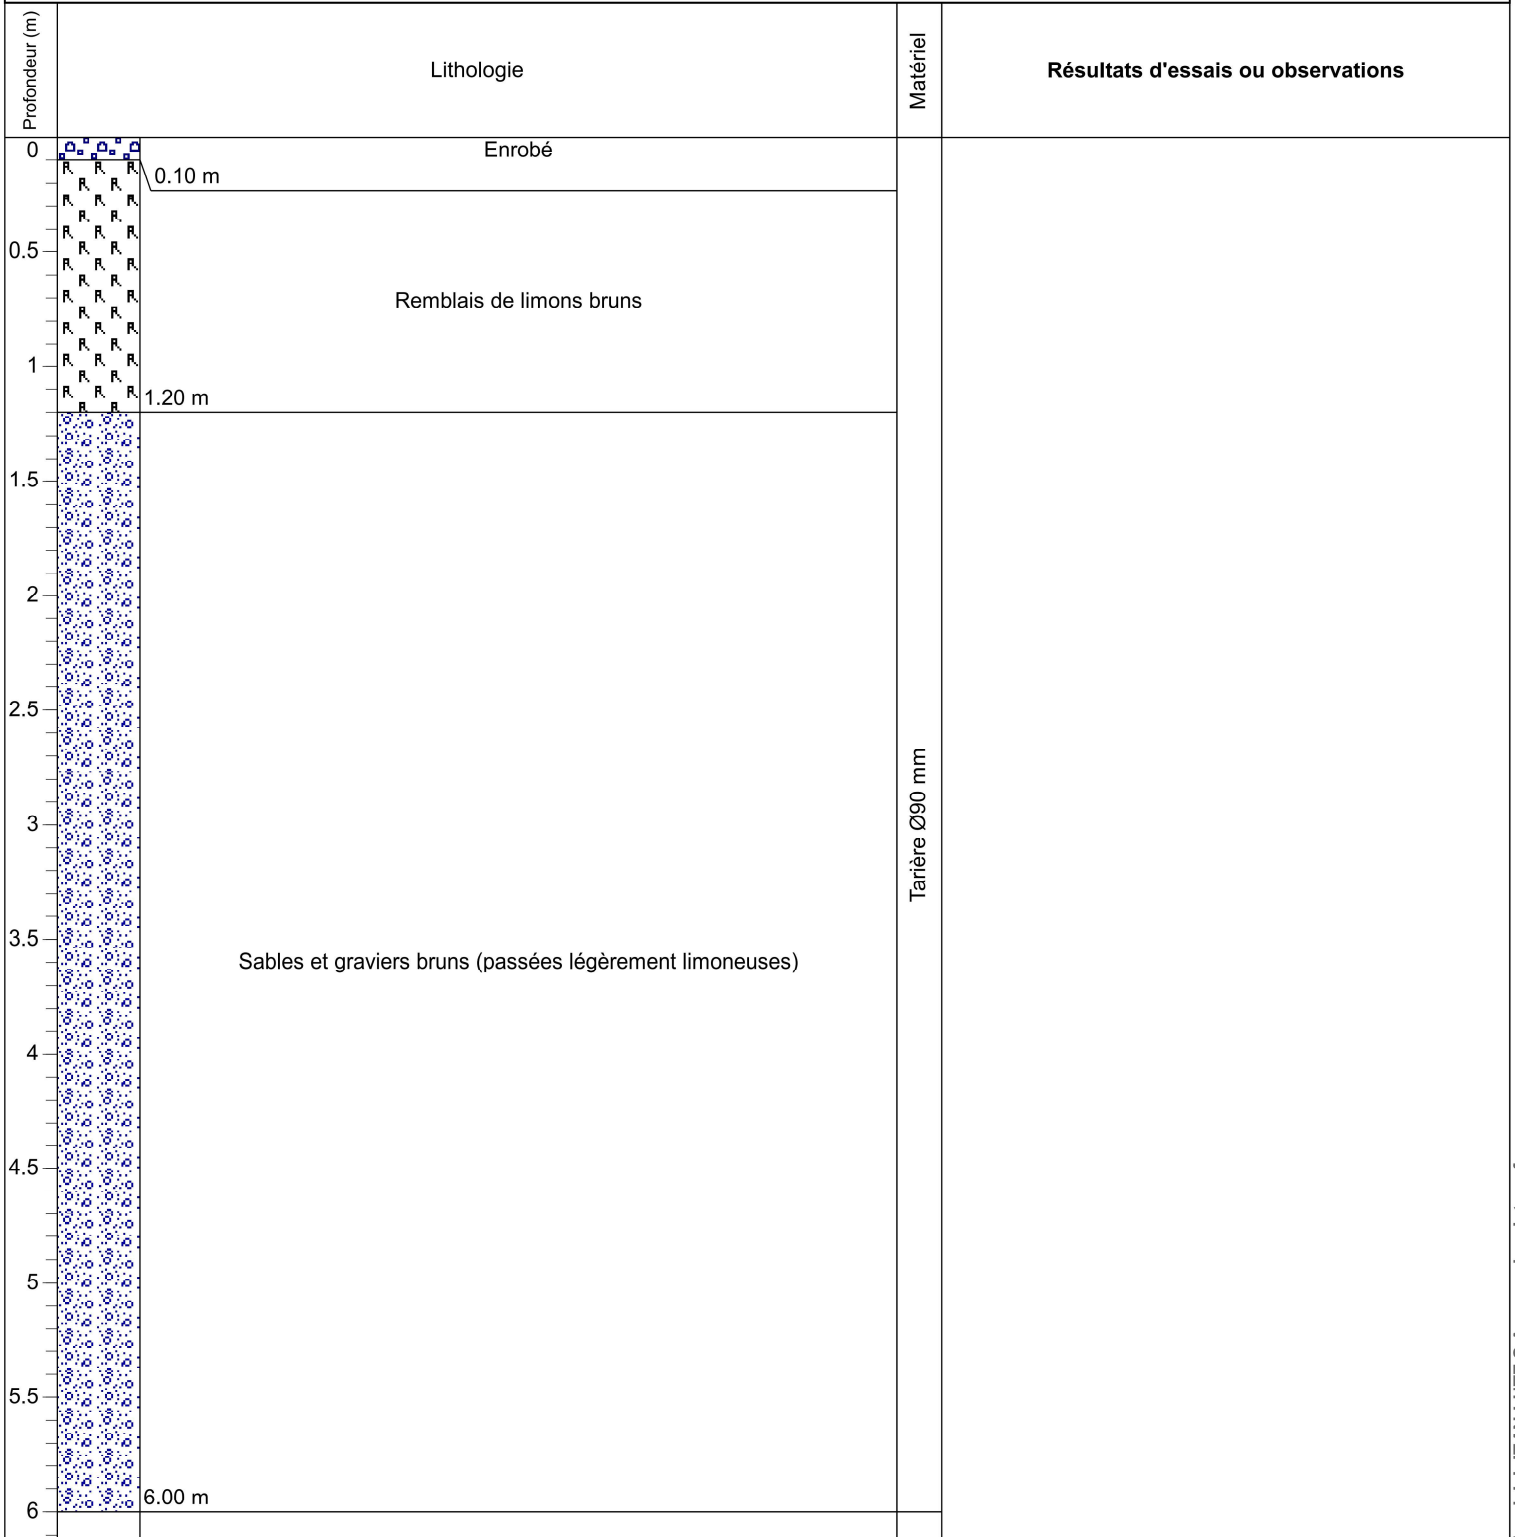 Profondeur (m)
Lithologie
Matériel
Résultats d'essais ou observations
0
Enrobé
0.10 m
0.5
Remblais de limons bruns
1
1.20 m
1.5
2
2.5
Tarière Ø90 mm
3
3.5
Sables et graviers bruns (passées légèrement limoneuses)
4
4.5
5
5.5
6.00 m
6